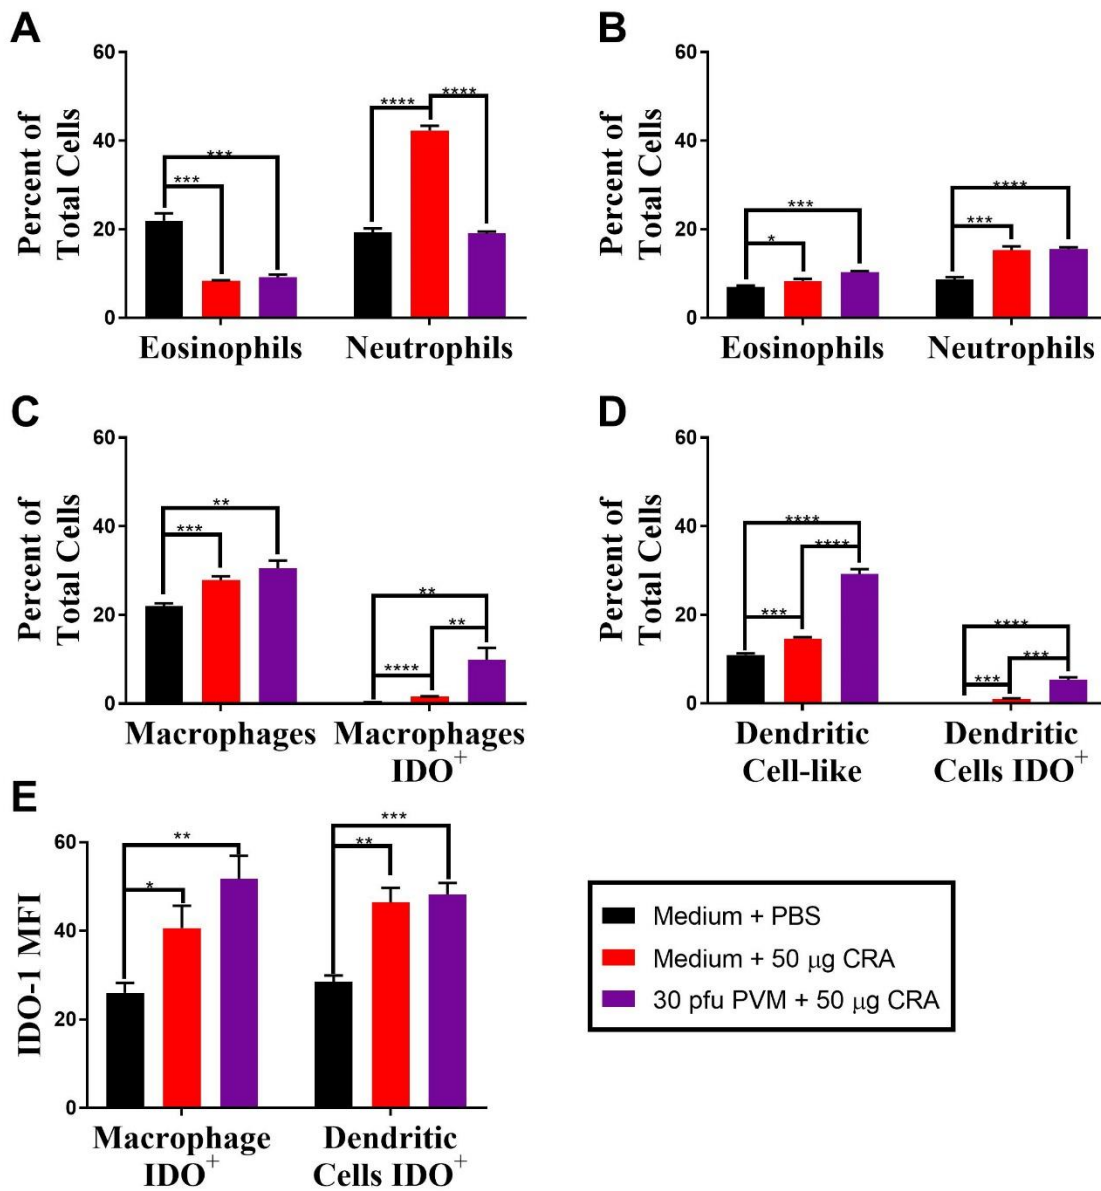 A
Percent of
Total Cells
60
40
20
0
***
***
****
****
Eosinophils
Neutrophils
B
Percent of
Total Cells
60
40
20
0
***
*
****
***
Eosinophils
Neutrophils
C
Percent of
Total Cells
60
40
20
0
**
***
**
**
****
Macrophages
Macrophages
IDO+
D
Percent of
Total Cells
60
40
20
0
****
****
***
****
***
***
Dendritic
Cell-like
Dendritic
Cells IDO+
E
IDO-1 MFI
60
40
20
0
**
*
***
**
Macrophage
IDO+
Dendritic
Cells IDO+
Medium + PBS
Medium + 50 μg CRA
30 pfu PVM + 50 μg CRA